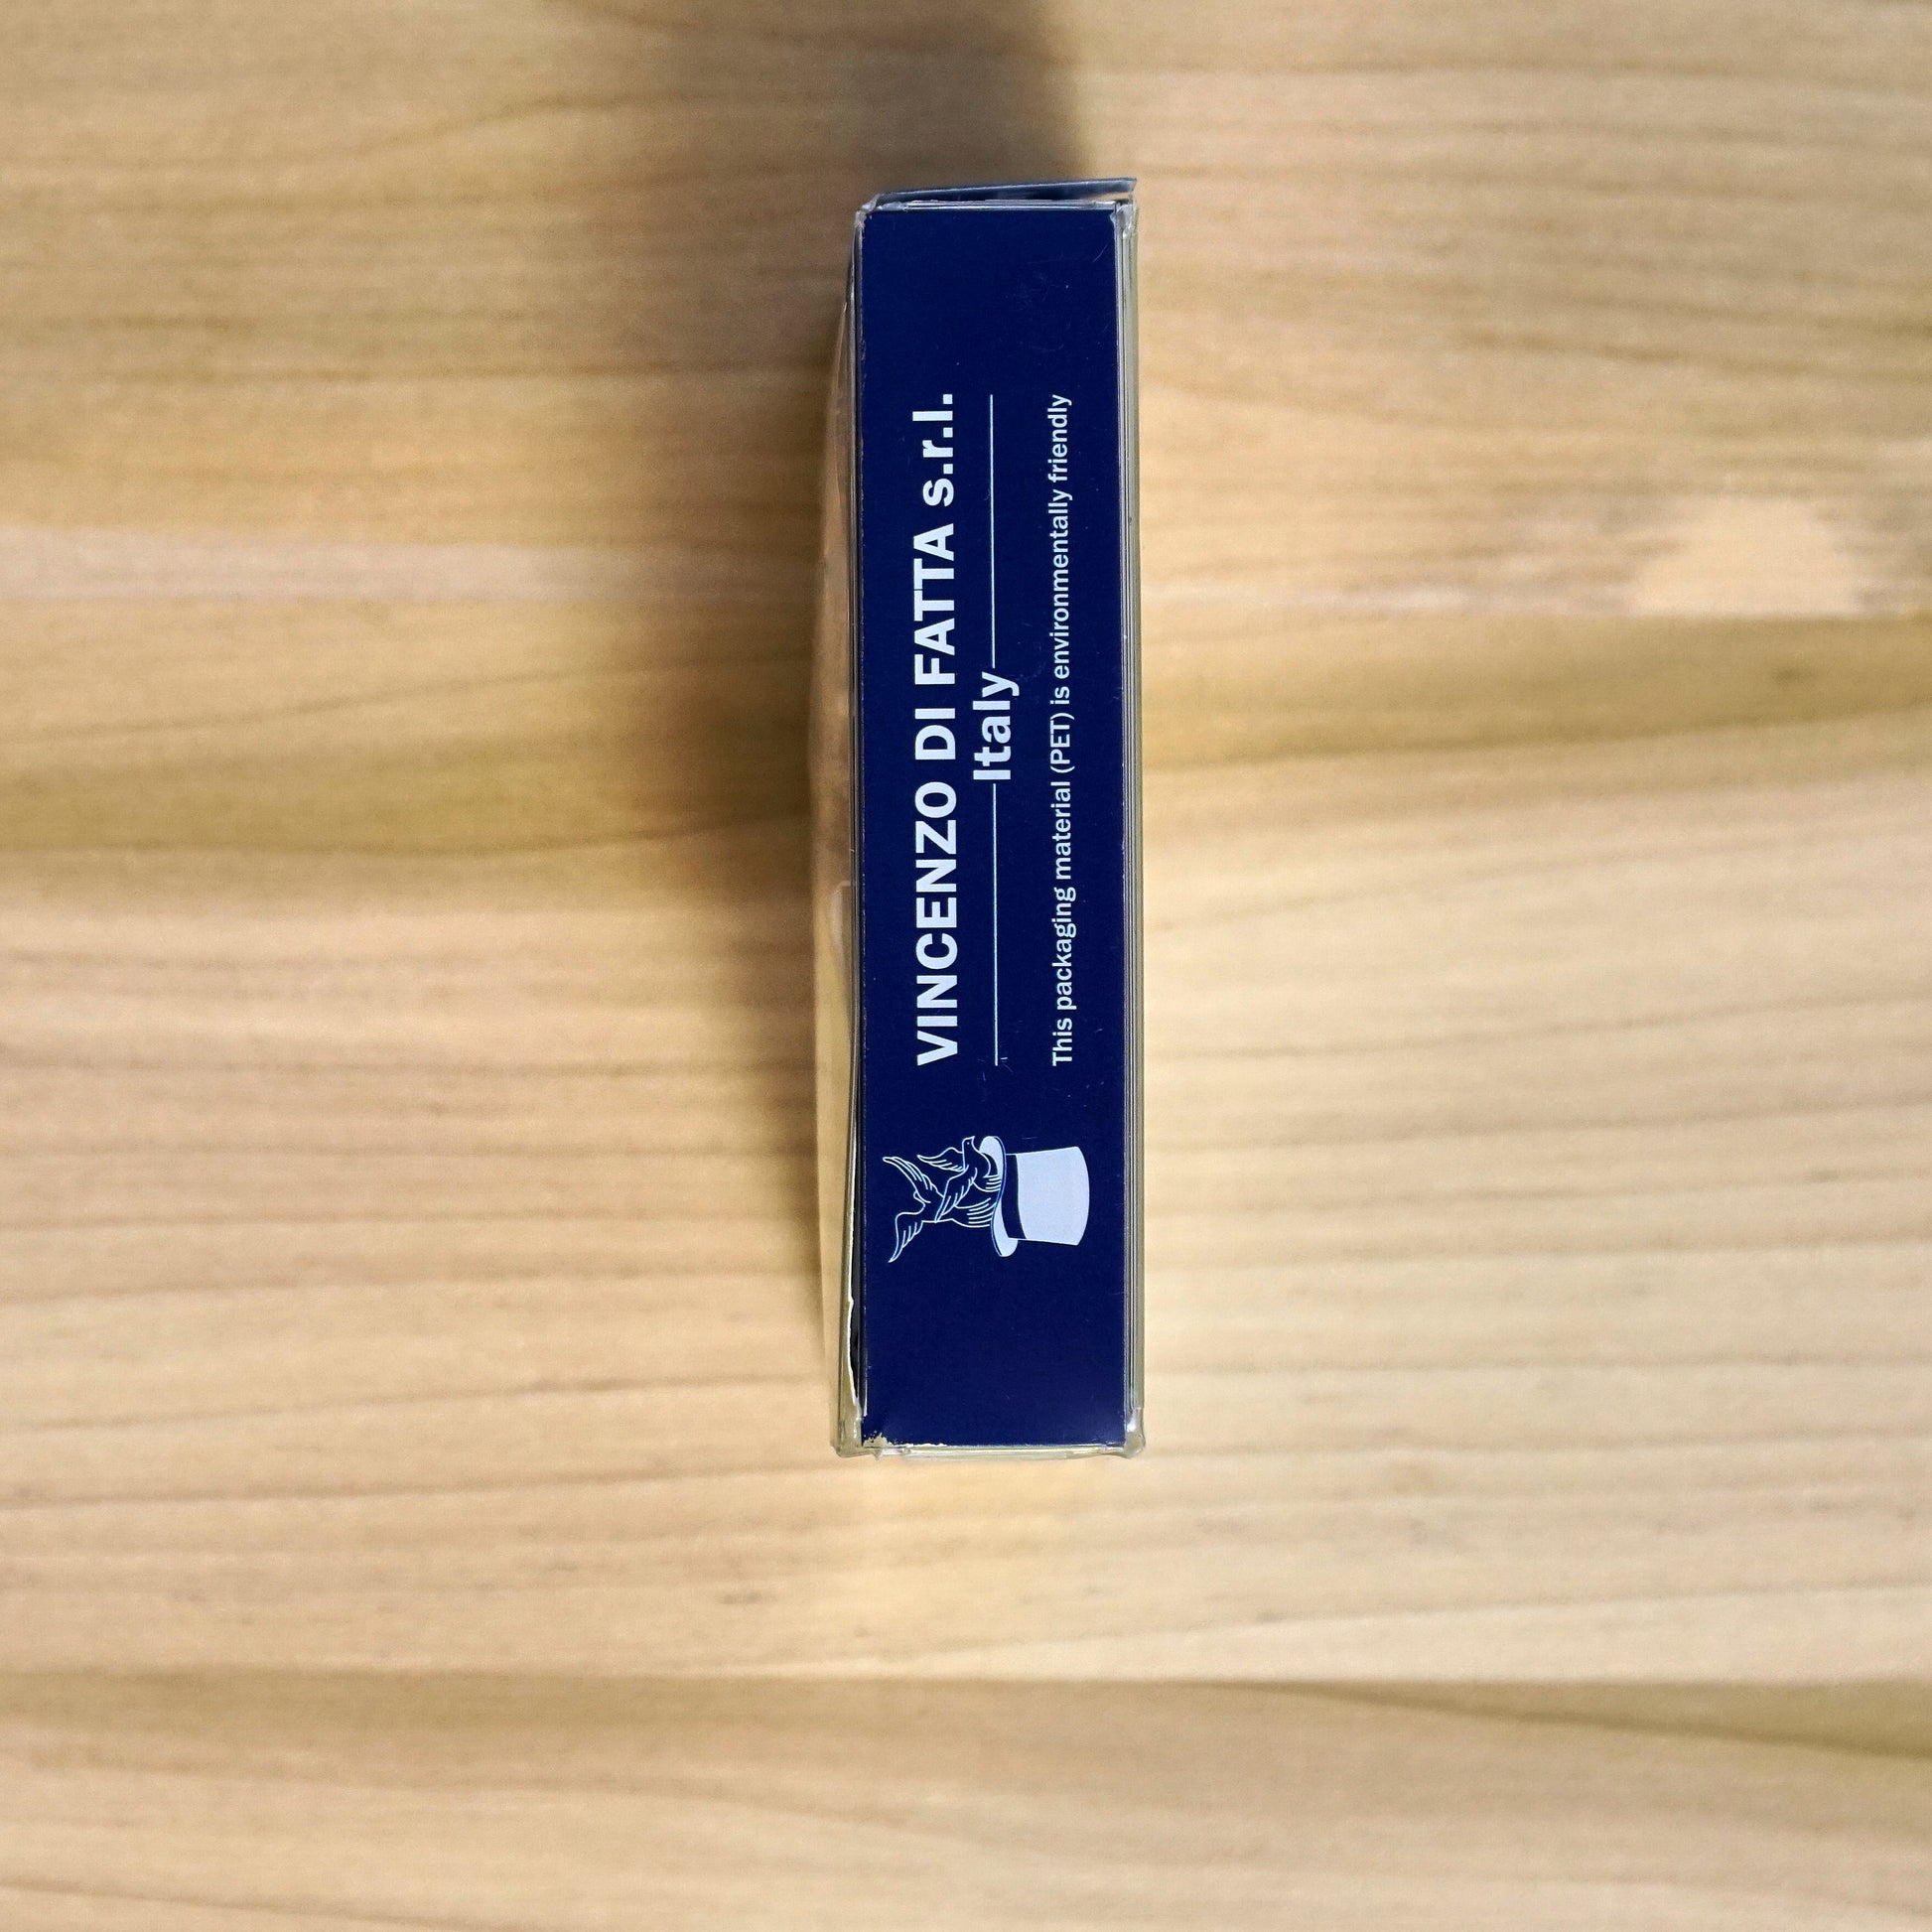 VINCENZO DI FATTA s.r.l.
Italy
This packaging material (PET) is environmentally friendly